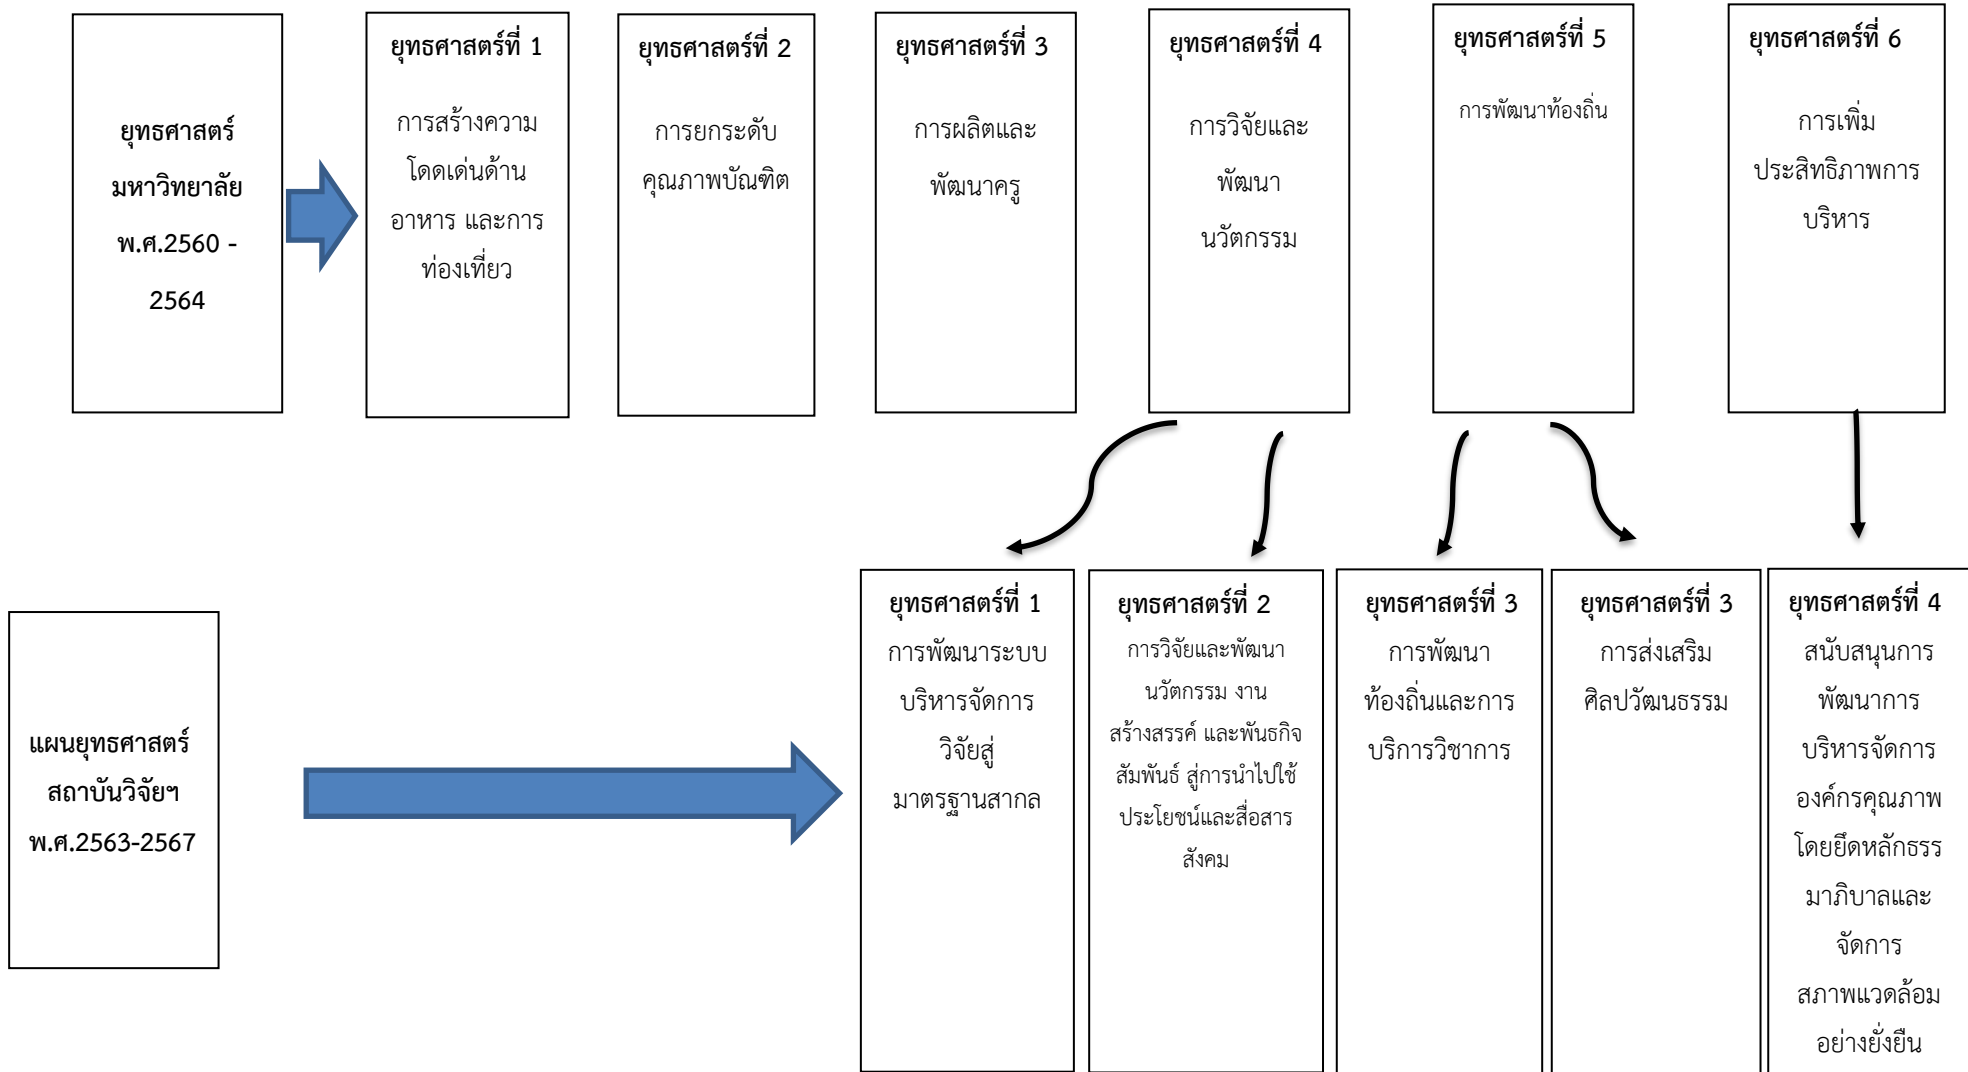 ยุทธศาสตร์
มหาวิทยาลัย
พ.ศ.2560 -
2564
ยุทธศาสตร์ที่ 1
การสร้างความ
โดดเด่นด้าน
อาหาร และการ
ท่องเที่ยว
ยุทธศาสตร์ที่ 2
การยกระดับ
คุณภาพบัณฑิต
ยุทธศาสตร์ที่ 3
การผลิตและ
พัฒนาครู
ยุทธศาสตร์ที่ 4
การวิจัยและ
พัฒนา
นวัตกรรม
ยุทธศาสตร์ที่ 5
การพัฒนาท้องถิ่น
ยุทธศาสตร์ที่ 6
การเพิ่ม
ประสิทธิภาพการ
บริหาร
แผนยุทธศาสตร์
สถาบันวิจัยฯ
พ.ศ.2563-2567
ยุทธศาสตร์ที่ 1
การพัฒนาระบบ
บริหารจัดการ
วิจัยสู่
มาตรฐานสากล
ยุทธศาสตร์ที่ 2
การวิจัยและพัฒนา
นวัตกรรม งาน
สร้างสรรค์ และพันธกิจ
สัมพันธ์ สู่การนำไปใช้
ประโยชน์และสื่อสาร
สังคม
ยุทธศาสตร์ที่ 3
การพัฒนา
ท้องถิ่นและการ
บริการวิชาการ
ยุทธศาสตร์ที่ 3
การส่งเสริม
ศิลปวัฒนธรรม
ยุทธศาสตร์ที่ 4
สนับสนุนการ
พัฒนาการ
บริหารจัดการ
องค์กรคุณภาพ
โดยยึดหลักธรร
มาภิบาลและ
จัดการ
สภาพแวดล้อม
อย่างยั่งยืน